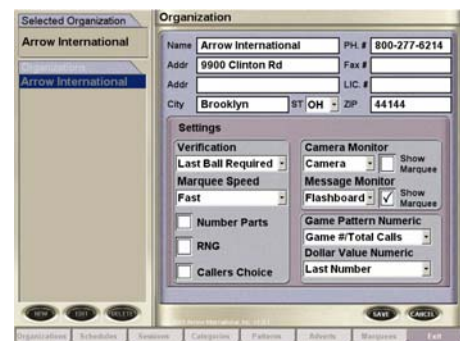 Selected Organization
Arrow International
Organizations
Arrow International
Organization
Name Arrow International PH. # 800-277-6214
Addr 9900 Clinton Rd Fax #
Addr LIC. #
City Brooklyn ST OH ZIP 44144
Settings
Verification
Last Ball Required
Marquee Speed
Fast
Number Parts
RNG
Callers Choice
Camera Monitor
Camera Show Marquee
Message Monitor
Flashboard Show Marquee
Game Pattern Numeric
Game #/Total Calls
Dollar Value Numeric
Last Number
NEW EDIT DELETE SAVE CANCEL
Organizations Schedules Sessions Categories Patterns Adverts Marquees Exit